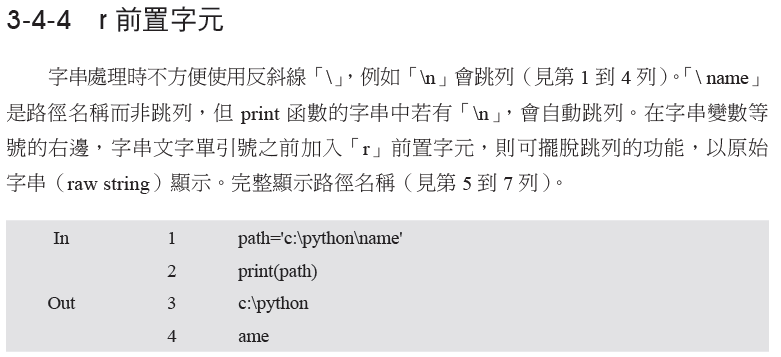 3-4-4 r 前置字元
字串處理時不方便使用反斜線「\」，例如「\n」會跳列（見第 1 到 4 列）。「\ name」
是路徑名稱而非跳列，但 print 函數的字串中若有「\n」，會自動跳列。在字串變數等
號的右邊，字串文字單引號之前加入「r」前置字元，則可擺脫跳列的功能，以原始
字串（raw string）顯示。完整顯示路徑名稱（見第 5 到 7 列）。
In 1 path='c:\python\name'
2 print(path)
Out 3 c:\python
4 ame